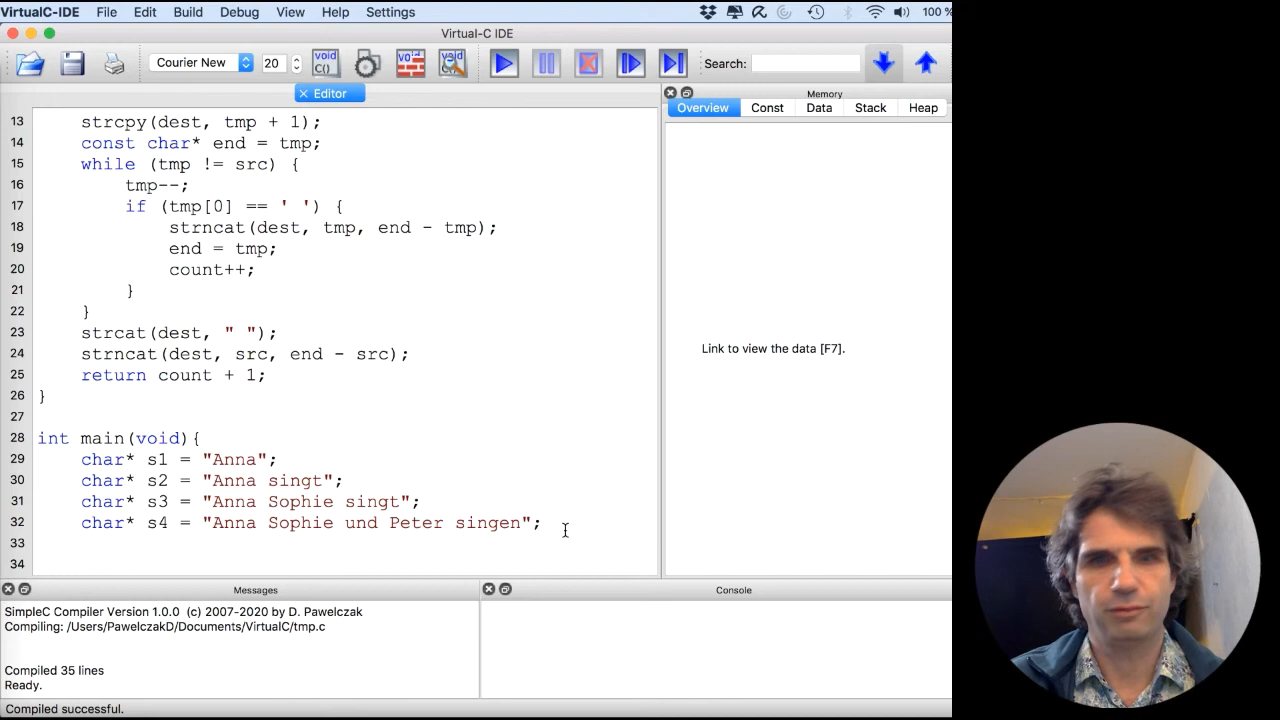 VirtualC-IDE File Edit Build Debug View Help Settings 100 %
Virtual-C IDE
Courier New 20 void C() Search:
Editor
Memory
Overview Const Data Stack Heap
13 strcpy(dest, tmp + 1);
14 const char* end = tmp;
15 while (tmp != src) {
16 tmp--;
17 if (tmp[0] == ' ') {
18 strncat(dest, tmp, end - tmp);
19 end = tmp;
20 count++;
21 }
22 }
23 strcat(dest, " ");
24 strncat(dest, src, end - src);
25 return count + 1;
26 }
27
28 int main(void){
29 char* s1 = "Anna";
30 char* s2 = "Anna singt";
31 char* s3 = "Anna Sophie singt";
32 char* s4 = "Anna Sophie und Peter singen";
33
34
Link to view the data [F7].
Messages
SimpleC Compiler Version 1.0.0 (c) 2007-2020 by D. Pawelczak
Compiling: /Users/PawelczakD/Documents/VirtualC/tmp.c
Compiled 35 lines
Ready.
Console
Compiled successful.